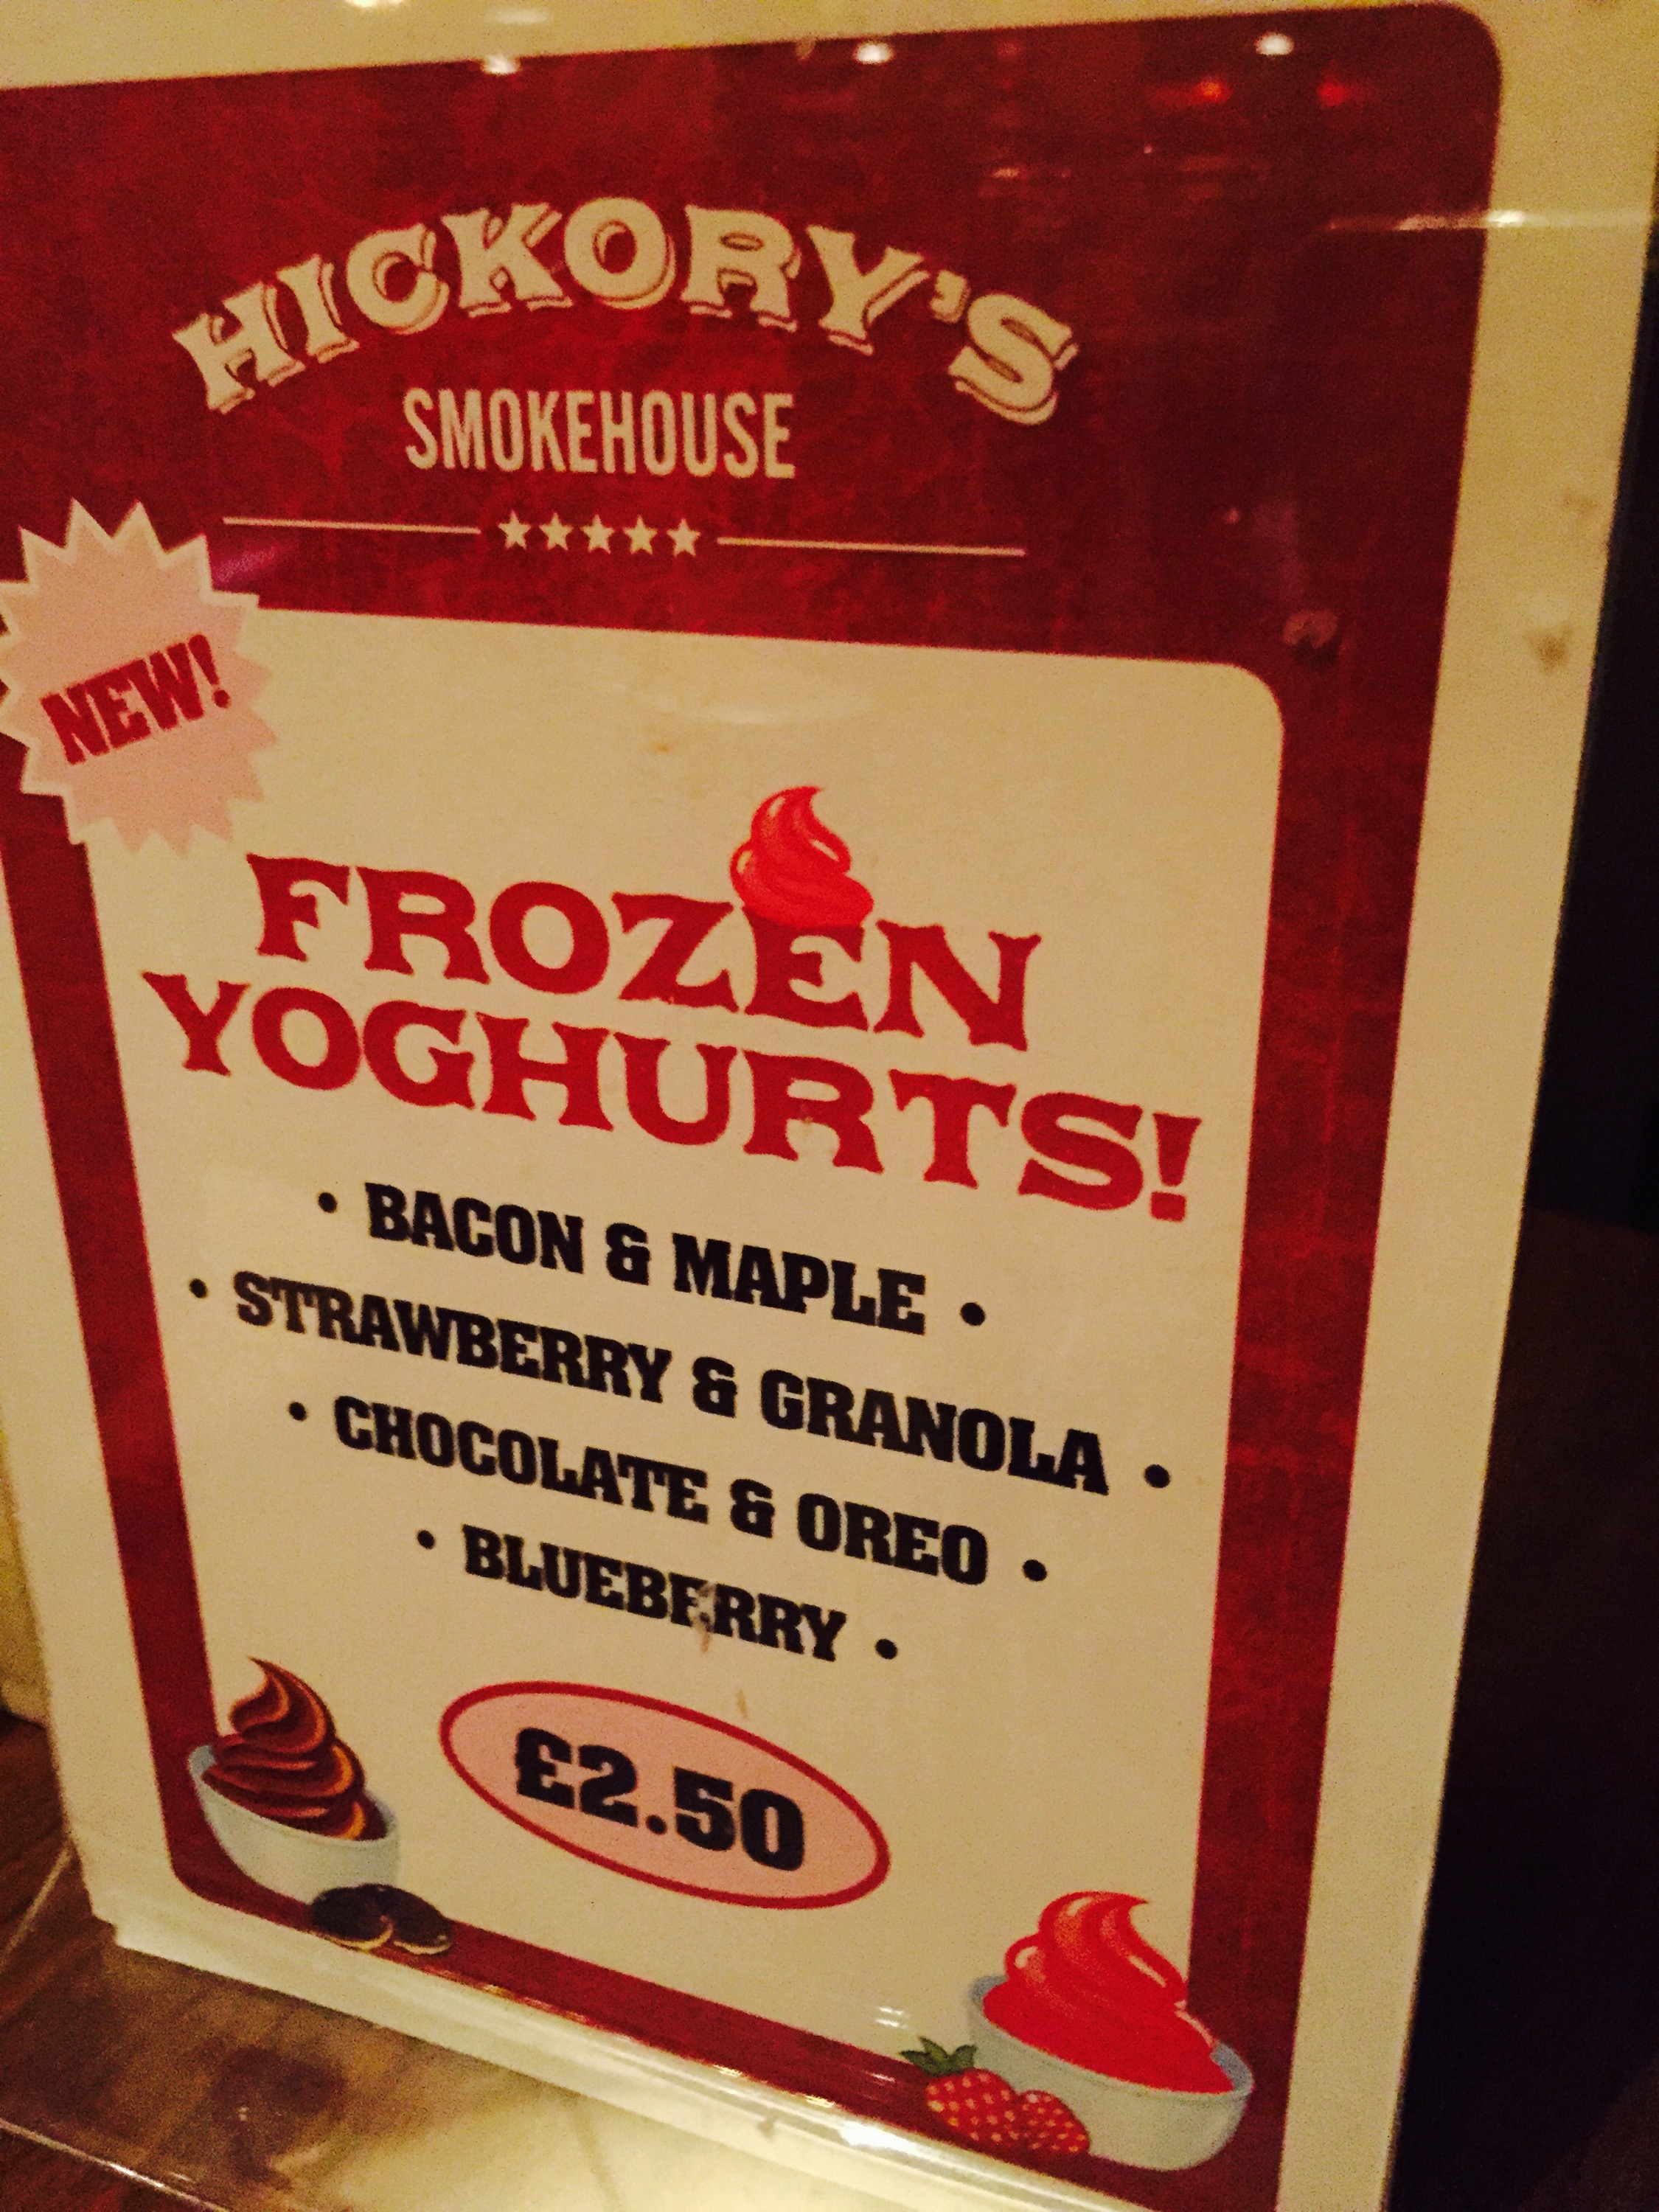 HICKORY'S
SMOKEHOUSE
NEW!
FROZEN
YOGHURTS!
• BACON & MAPLE •
• STRAWBERRY & GRANOLA •
• CHOCOLATE & OREO •
• BLUEBERRY •
£2.50